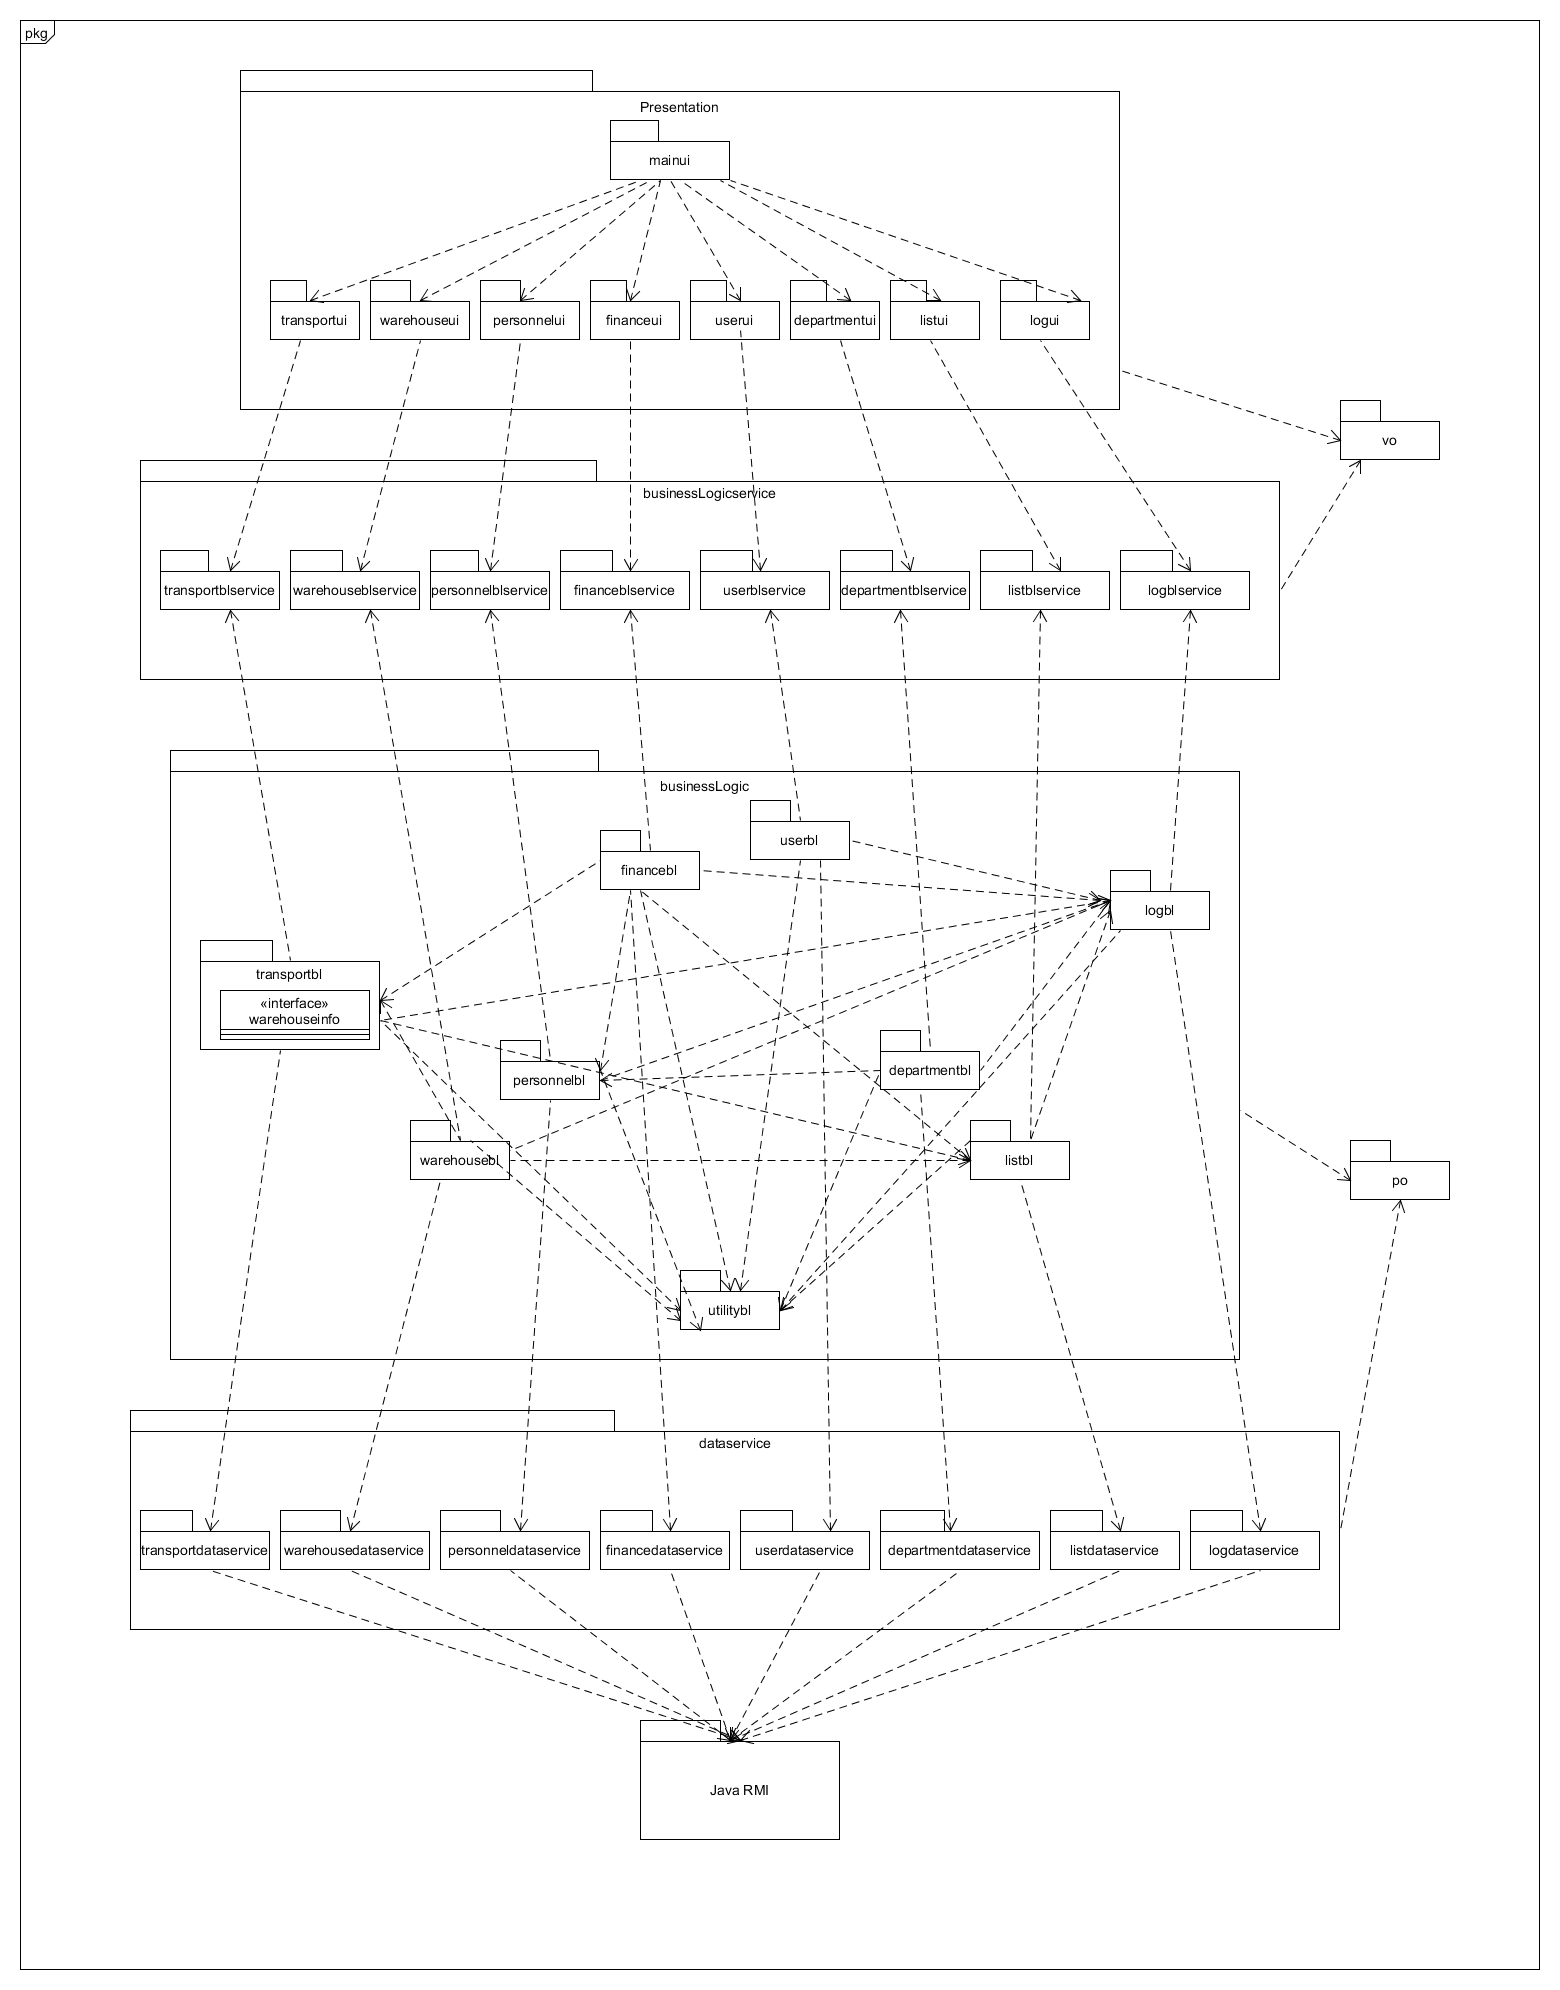 pkg
Presentation
mainui
transportui
warehouseui
personnelui
financeui
userui
departmentui
listui
logui
vo
businessLogicservice
transportblservice
warehouseblservice
personnelblservice
financeblservice
userblservice
departmentblservice
listblservice
logblservice
businessLogic
userbl
financebl
logbl
transportbl
«interface»
warehouseinfo
personnelbl
departmentbl
warehousebl
listbl
po
utilitybl
dataservice
transportdataservice
warehousedataservice
personneldataservice
financedataservice
userdataservice
departmentdataservice
listdataservice
logdataservice
Java RMI